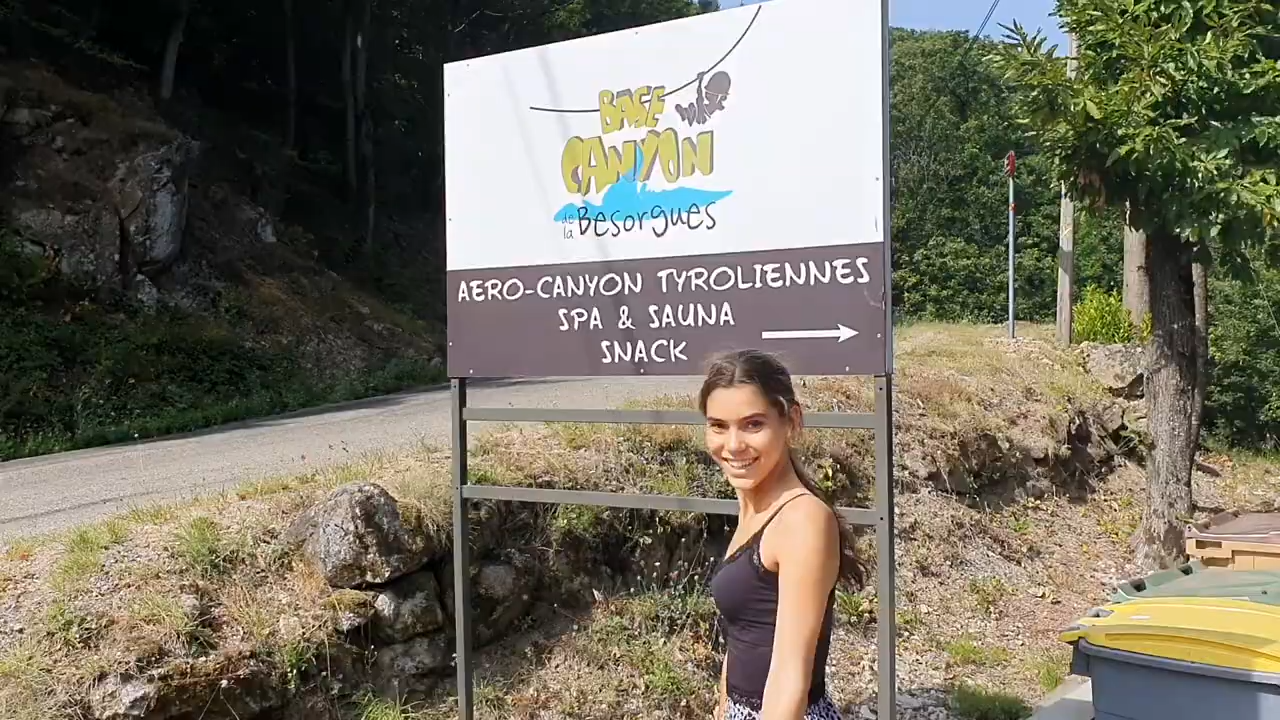 BASE
CANYON
de la Besorgues
AERO-CANYON TYROLIENNES
SPA & SAUNA
SNACK